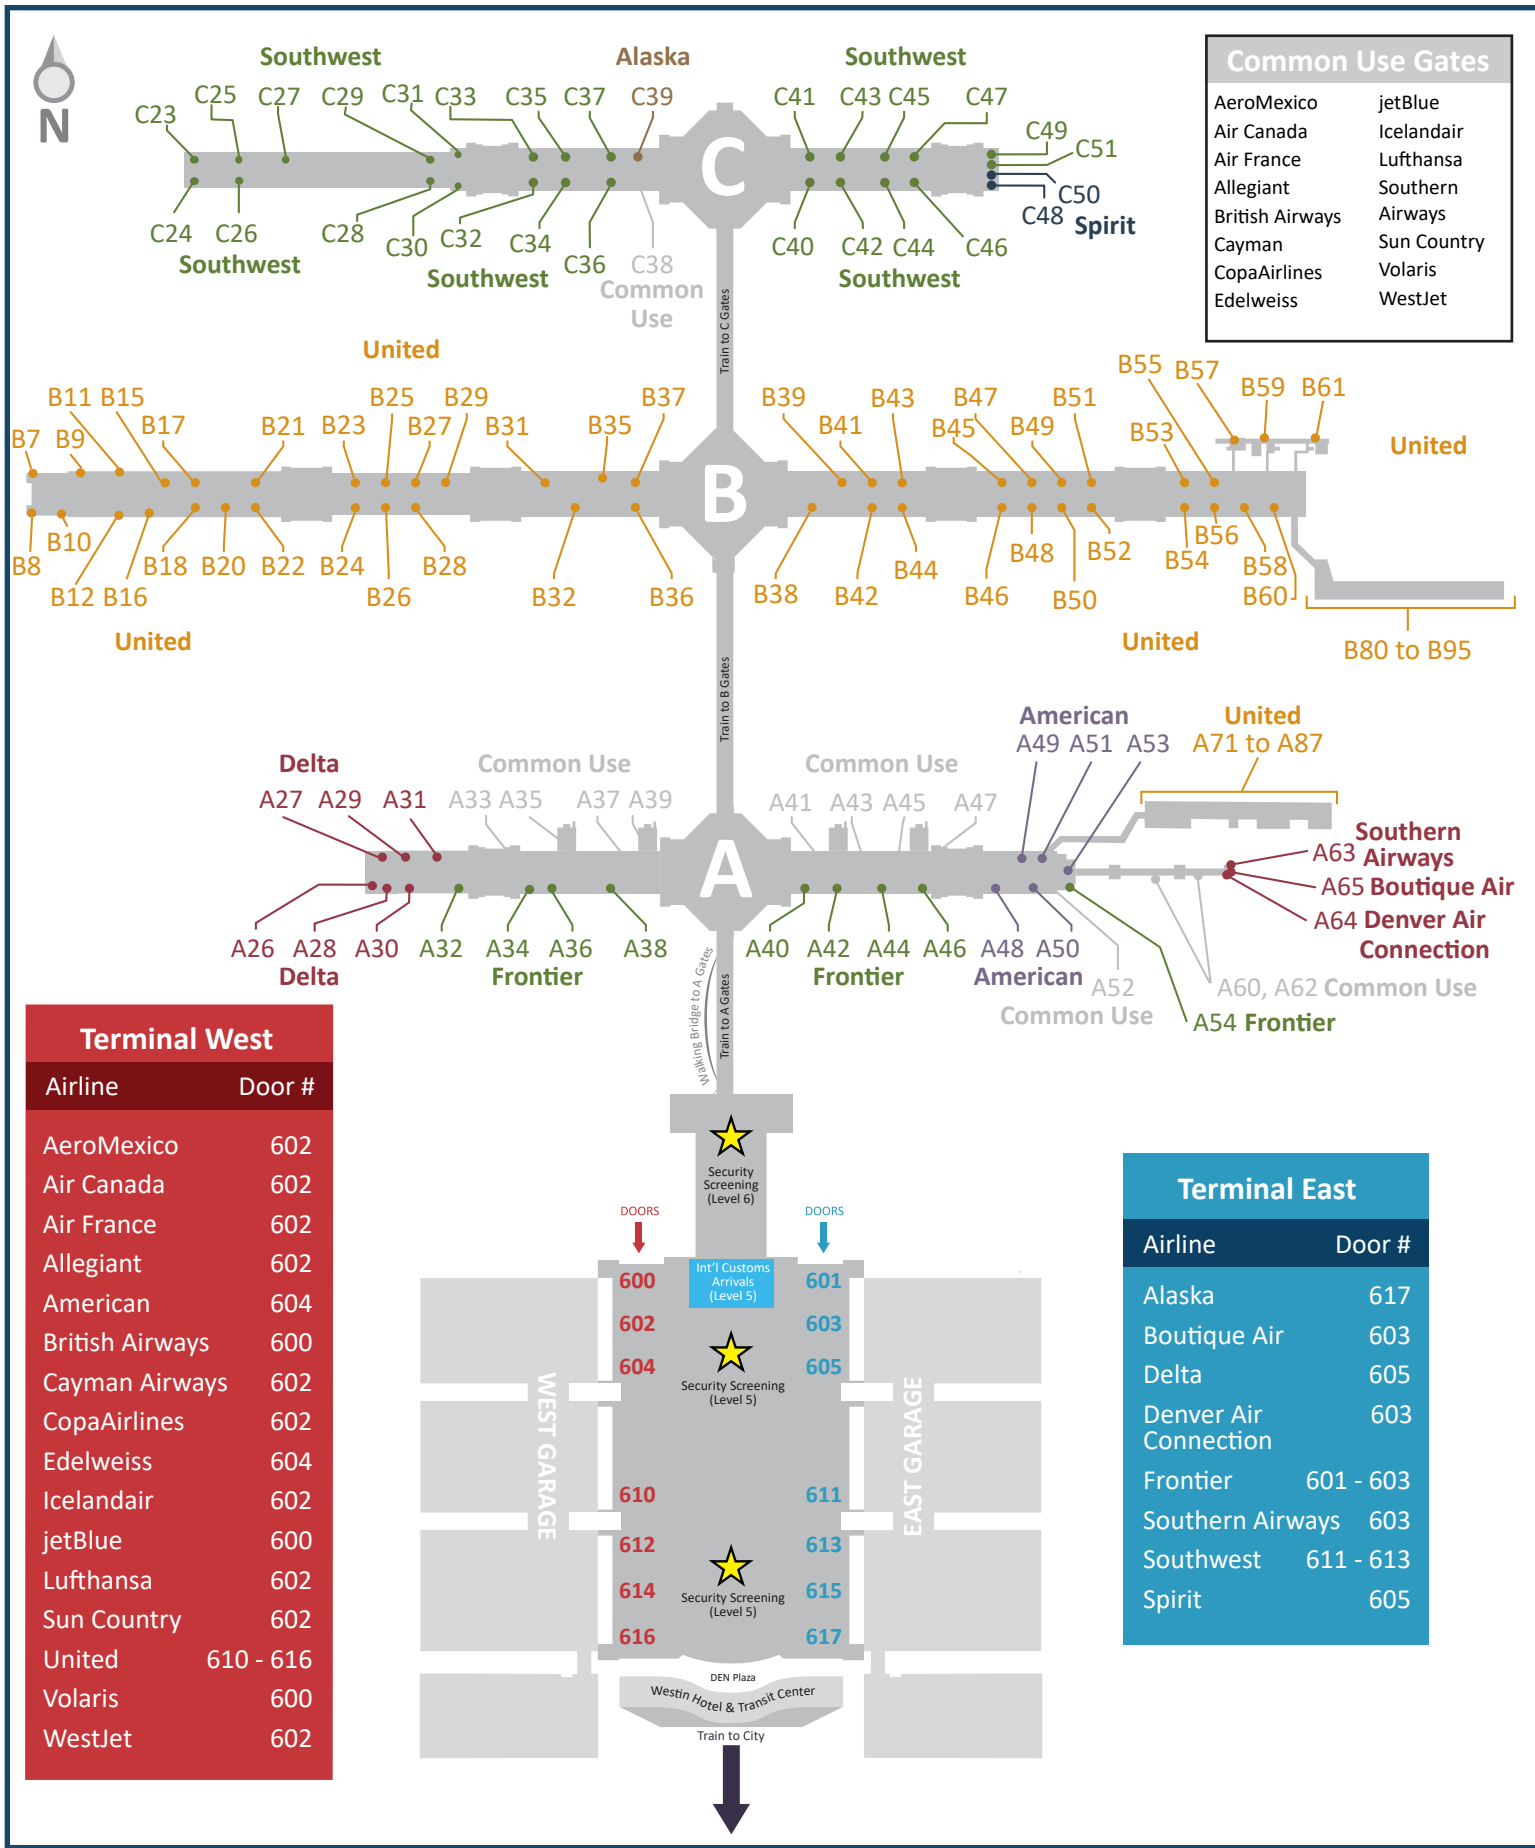 N
Southwest
Alaska
Southwest
C23
C25
C27
C29
C31
C33
C35
C37
C39
C41
C43
C45
C47
C49
C51
C
C50
C48
Spirit
C24
C26
C28
C30
C32
C34
C36
C38
C40
C42
C44
C46
Southwest
Southwest
Common
Use
Southwest
Common Use Gates
AeroMexico
Air Canada
Air France
Allegiant
British Airways
Cayman
CopaAirlines
Edelweiss
jetBlue
Icelandair
Lufthansa
Southern
Airways
Sun Country
Volaris
WestJet
Train to C Gates
United
B7
B9
B11
B15
B17
B21
B23
B25
B27
B29
B31
B35
B37
B39
B41
B43
B45
B47
B49
B51
B53
B55
B57
B59
B61
United
B
B8
B10
B12
B16
B18
B20
B22
B24
B26
B28
B32
B36
B38
B42
B44
B46
B48
B50
B52
B54
B56
B58
B60
B80 to B95
United
United
Train to B Gates
Delta
A27
A29
A31
Common Use
A33
A35
A37
A39
Common Use
A41
A43
A45
A47
American
A49
A51
A53
United
A71 to A87
A
Southern
A63
Airways
A65 Boutique Air
A64 Denver Air
Connection
A26
A28
A30
A32
A34
A36
A38
A40
A42
A44
A46
A48
A50
Delta
Frontier
Frontier
American
A52
Common Use
A60, A62 Common Use
A54 Frontier
Walking Bridge to A Gates
Train to A Gates
Terminal West
Airline Door #
AeroMexico 602
Air Canada 602
Air France 602
Allegiant 602
American 604
British Airways 600
Cayman Airways 602
CopaAirlines 602
Edelweiss 604
Icelandair 602
jetBlue 600
Lufthansa 602
Sun Country 602
United 610 - 616
Volaris 600
WestJet 602
Security
Screening
(Level 6)
DOORS
DOORS
Int'l Customs
Arrivals
(Level 5)
600
601
602
603
604
605
Security Screening
(Level 5)
WEST GARAGE
EAST GARAGE
610
611
612
613
614
615
Security Screening
(Level 5)
616
617
DEN Plaza
Westin Hotel & Transit Center
Train to City
Terminal East
Airline Door #
Alaska 617
Boutique Air 603
Delta 605
Denver Air 603
Connection
Frontier 601 - 603
Southern Airways 603
Southwest 611 - 613
Spirit 605